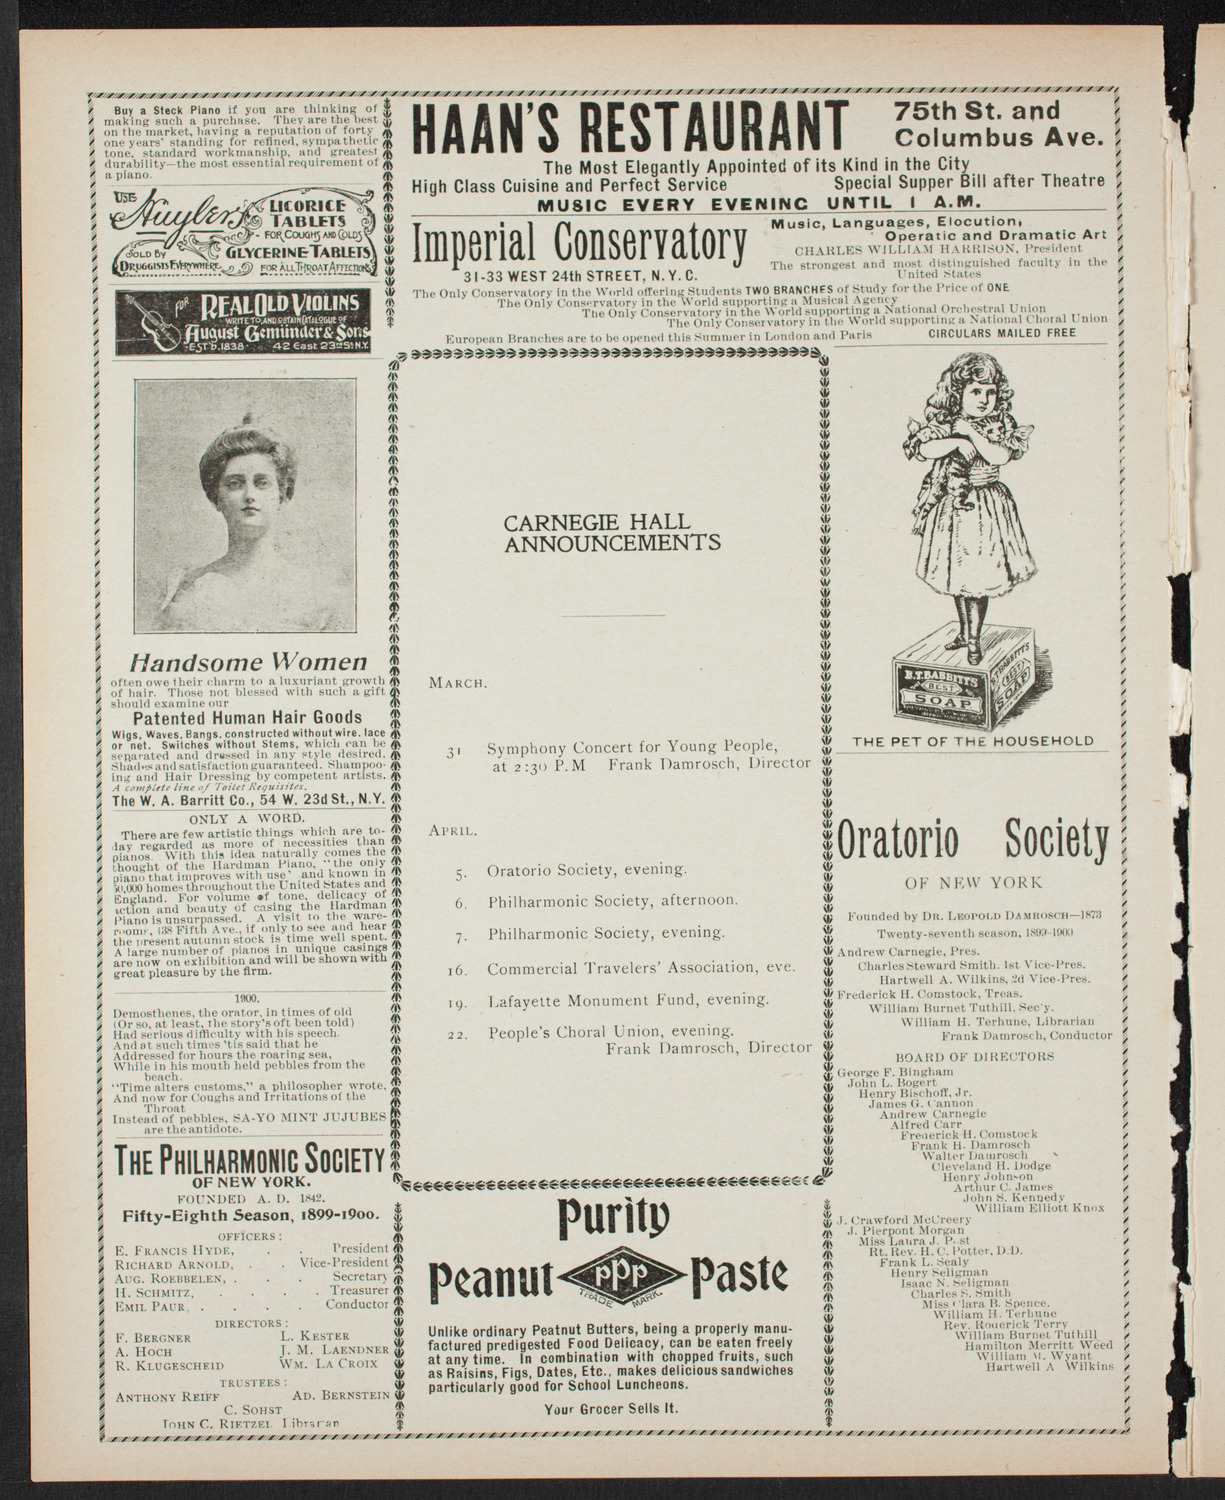 Buy a Steck Piano if you are thinking of
making such a purchase. They are the best
on the market, having a reputation of forty
one years' standing for refined, sympathetic
tone, standard workmanship, and greatest
durability—the most essential requirement of
a piano.
USE
Huyler's
LICORICE
TABLETS
FOR COUGHS AND COLDS
SOLD BY
DRUGGISTS EVERYWHERE
GLYCERINE TABLETS
FOR ALL THROAT AFFECTIONS
FOR REAL OLD VIOLINS
WRITE TO AND OBTAIN CATALOGUE OF
August Gemünder & Sons
EST'D. 1838. 42 East 23rd St. N.Y.
Handsome Women
often owe their charm to a luxuriant growth
of hair. Those not blessed with such a gift
should examine our
Patented Human Hair Goods
Wigs, Waves, Bangs, constructed without wire, lace
or net. Switches without Stems, which can be
separated and dressed in any style desired.
Shades and satisfaction guaranteed. Shampoo-
ing and Hair Dressing by competent artists.
A complete line of Toilet Requisites.
The W. A. Barritt Co., 54 W. 23d St., N.Y.
ONLY A WORD.
There are few artistic things which are to-
day regarded as more of necessities than
pianos. With this idea naturally comes the
thought of the Hardman Piano, "the only
piano that improves with use' and known in
50,000 homes throughout the United States and
England. For volume of tone, delicacy of
action and beauty of casing the Hardman
Piano is unsurpassed. A visit to the ware-
rooms, 138 Fifth Ave., if only to see and hear
the present autumn stock is time well spent.
A large number of pianos in unique casings
are now on exhibition and will be shown with
great pleasure by the firm.
1900.
Demosthenes, the orator, in times of old
(Or so, at least, the story's oft been told)
Had serious difficulty with his speech.
And at such times 'tis said that he
Addressed for hours the roaring sea,
While in his mouth held pebbles from the
beach.
"Time alters customs," a philosopher wrote,
And now for Coughs and Irritations of the
Throat
Instead of pebbles, SA-YO MINT JUJUBES
are the antidote.
THE PHILHARMONIC SOCIETY
OF NEW YORK.
FOUNDED A. D. 1842.
Fifty-Eighth Season, 1899-1900.
OFFICERS:
E. FRANCIS HYDE, . . President
RICHARD ARNOLD, . . Vice-President
AUG. ROEBBELEN, . . . Secretary
H. SCHMITZ, . . . . Treasurer
EMIL PAUR, . . . . Conductor
DIRECTORS:
F. BERGNER L. KESTER
A. HOCH J. M. LAENDNER
R. KLUGESCHEID WM. LA CROIX
TRUSTEES:
ANTHONY REIFF AD. BERNSTEIN
C. SOHST
JOHN C. RIETZEL Librarian
HAAN'S RESTAURANT 75th St. and
Columbus Ave.
The Most Elegantly Appointed of its Kind in the City
High Class Cuisine and Perfect Service Special Supper Bill after Theatre
MUSIC EVERY EVENING UNTIL 1 A.M.
Imperial Conservatory
31-33 WEST 24th STREET, N. Y. C.
Music, Languages, Elocution,
Operatic and Dramatic Art
CHARLES WILLIAM HARRISON, President
The strongest and most distinguished faculty in the
United States
The Only Conservatory in the World offering Students TWO BRANCHES of Study for the Price of ONE
The Only Conservatory in the World supporting a Musical Agency
The Only Conservatory in the World supporting a National Orchestral Union
The Only Conservatory in the World supporting a National Choral Union
European Branches are to be opened this Summer in London and Paris CIRCULARS MAILED FREE
CARNEGIE HALL
ANNOUNCEMENTS
MARCH.
31 Symphony Concert for Young People,
at 2:30 P.M Frank Damrosch, Director
APRIL.
5. Oratorio Society, evening.
6. Philharmonic Society, afternoon.
7. Philharmonic Society, evening.
16. Commercial Travelers' Association, eve.
19. Lafayette Monument Fund, evening.
22. People's Choral Union, evening.
Frank Damrosch, Director
Purity
Peanut PPP Paste
TRADE MARK.
Unlike ordinary Peatnut Butters, being a properly manu-
factured predigested Food Delicacy, can be eaten freely
at any time. In combination with chopped fruits, such
as Raisins, Figs, Dates, Etc., makes delicious sandwiches
particularly good for School Luncheons.
Your Grocer Sells It.
B.T. BABBITT'S
BEST
SOAP
B.T. BABBITT'S
BEST
SOAP
THE PET OF THE HOUSEHOLD
Oratorio Society
OF NEW YORK
Founded by DR. LEOPOLD DAMROSCH—1873
Twenty-seventh season, 1899-1900
Andrew Carnegie, Pres.
Charles Steward Smith, 1st Vice-Pres.
Hartwell A. Wilkins, 2d Vice-Pres.
Frederick H. Comstock, Treas.
William Burnet Tuthill, Sec'y.
William H. Terhune, Librarian
Frank Damrosch, Conductor
BOARD OF DIRECTORS
George F. Bingham
John L. Bogert
Henry Bischoff, Jr.
James G. Cannon
Andrew Carnegie
Alfred Carr
Frederick H. Comstock
Frank H. Damrosch
Walter Damrosch
Cleveland H. Dodge
Henry Johnson
Arthur C. James
John S. Kennedy
William Elliott Knox
J. Crawford McCreery
J. Pierpont Morgan
Miss Laura J. Post
Rt. Rev. H. C. Potter, D.D.
Frank L. Sealy
Henry Seligman
Isaac N. Seligman
Charles S. Smith
Miss Clara B. Spence.
William H. Terhune
Rev. Roderick Terry
William Burnet Tuthill
Hamilton Merritt Weed
William M. Wyant
Hartwell A Wilkins